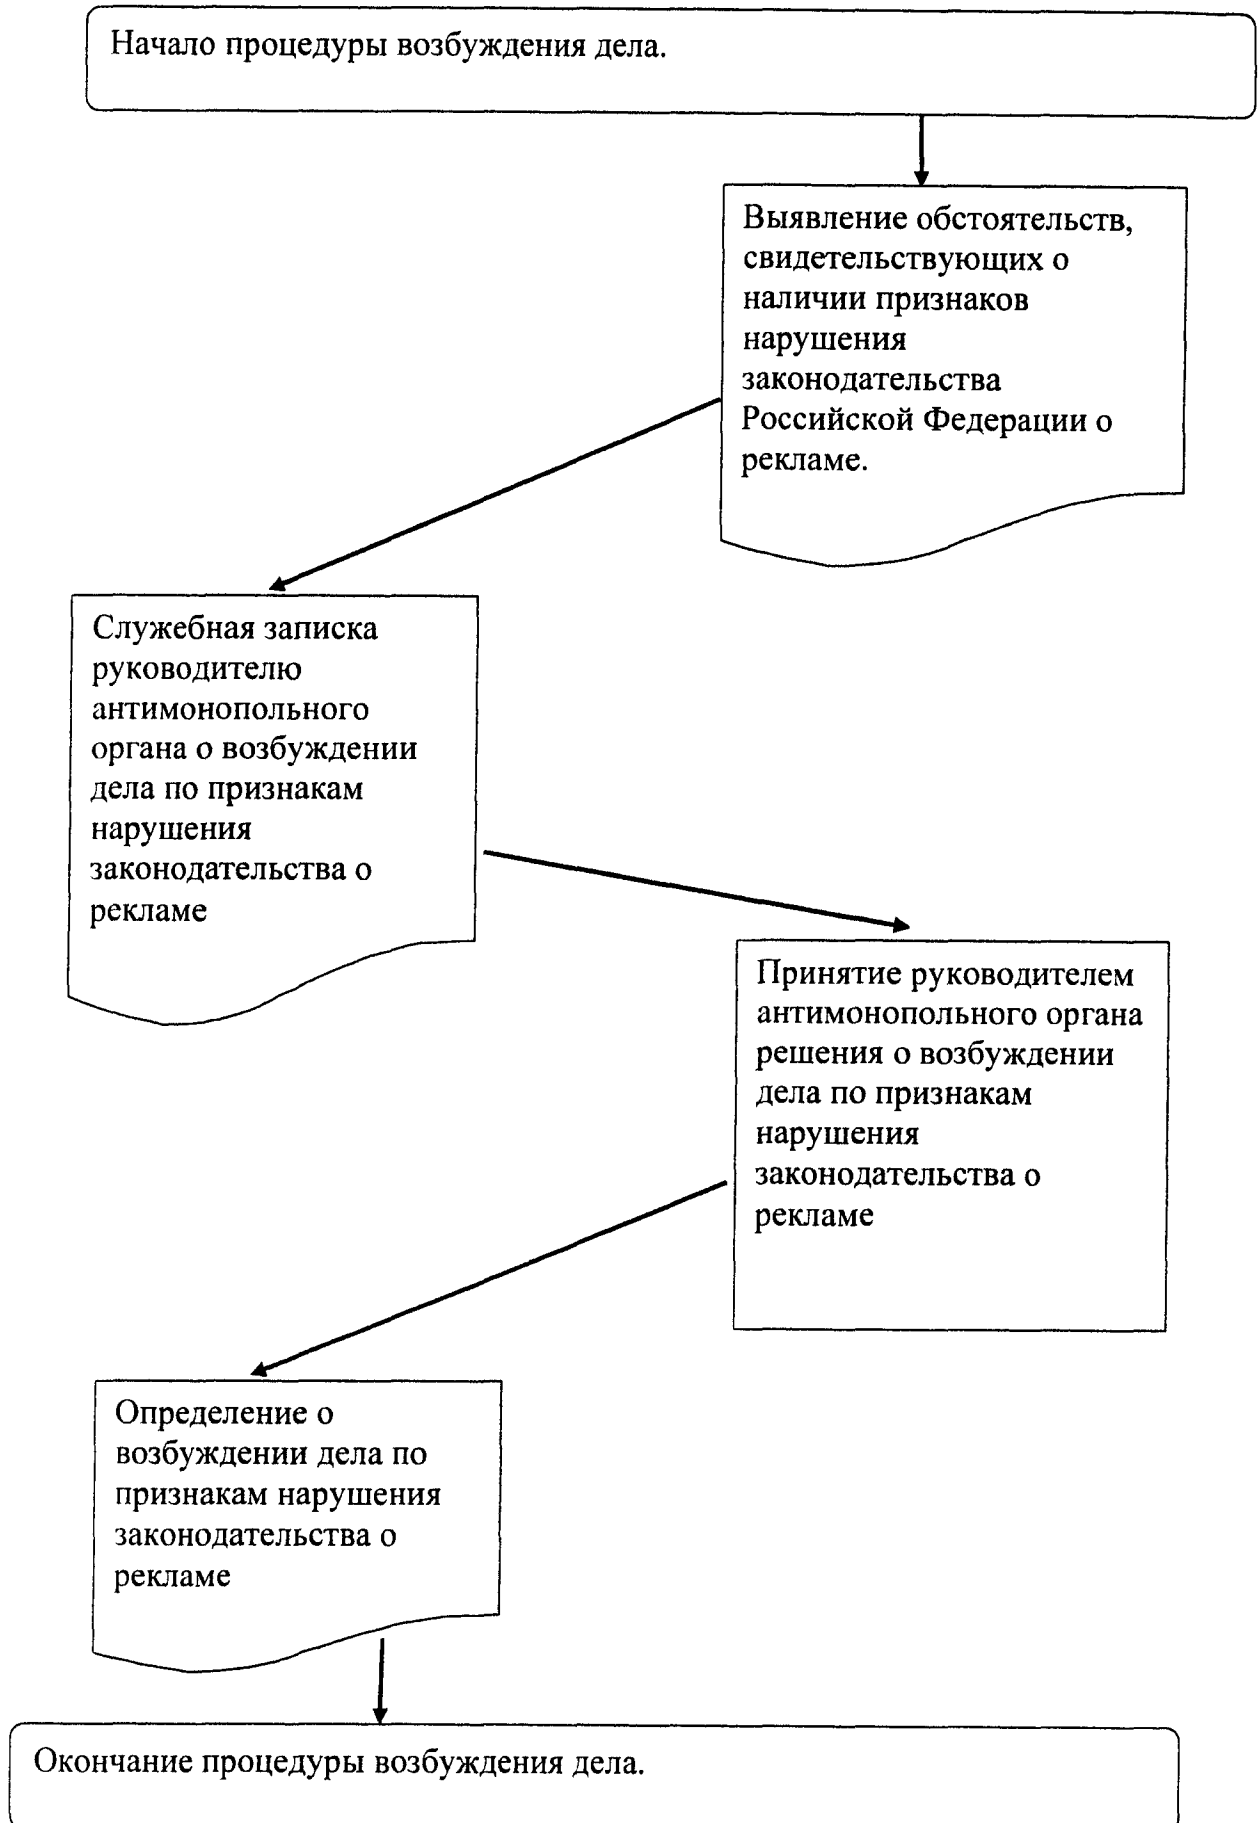 Начало процедуры возбуждения дела.
Выявление обстоятельств,
свидетельствующих о
наличии признаков
нарушения
законодательства
Российской Федерации о
рекламе.
Служебная записка
руководителю
антимонопольного
органа о возбуждении
дела по признакам
нарушения
законодательства о
рекламе
Принятие руководителем
антимонопольного органа
решения о возбуждении
дела по признакам
нарушения
законодательства о
рекламе
Определение о
возбуждении дела по
признакам нарушения
законодательства о
рекламе
Окончание процедуры возбуждения дела.